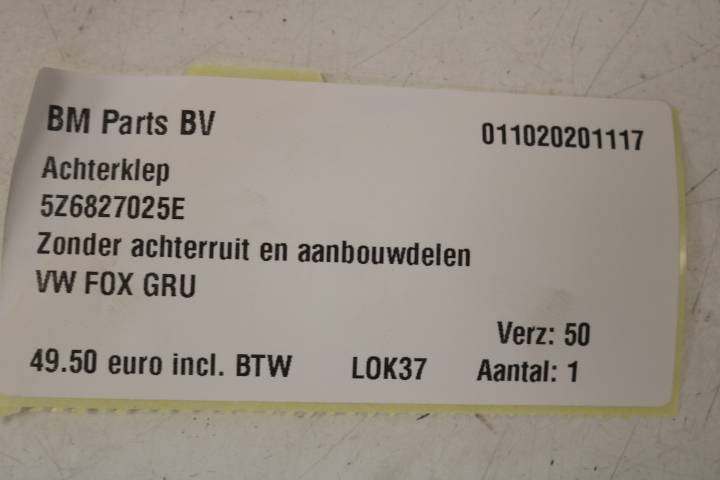 BM Parts BV
011020201117
Achterklep
5Z6827025E
Zonder achterruit en aanbouwdelen
VW FOX GRU
Verz: 50
49.50 euro incl. BTW LOK37 Aantal: 1